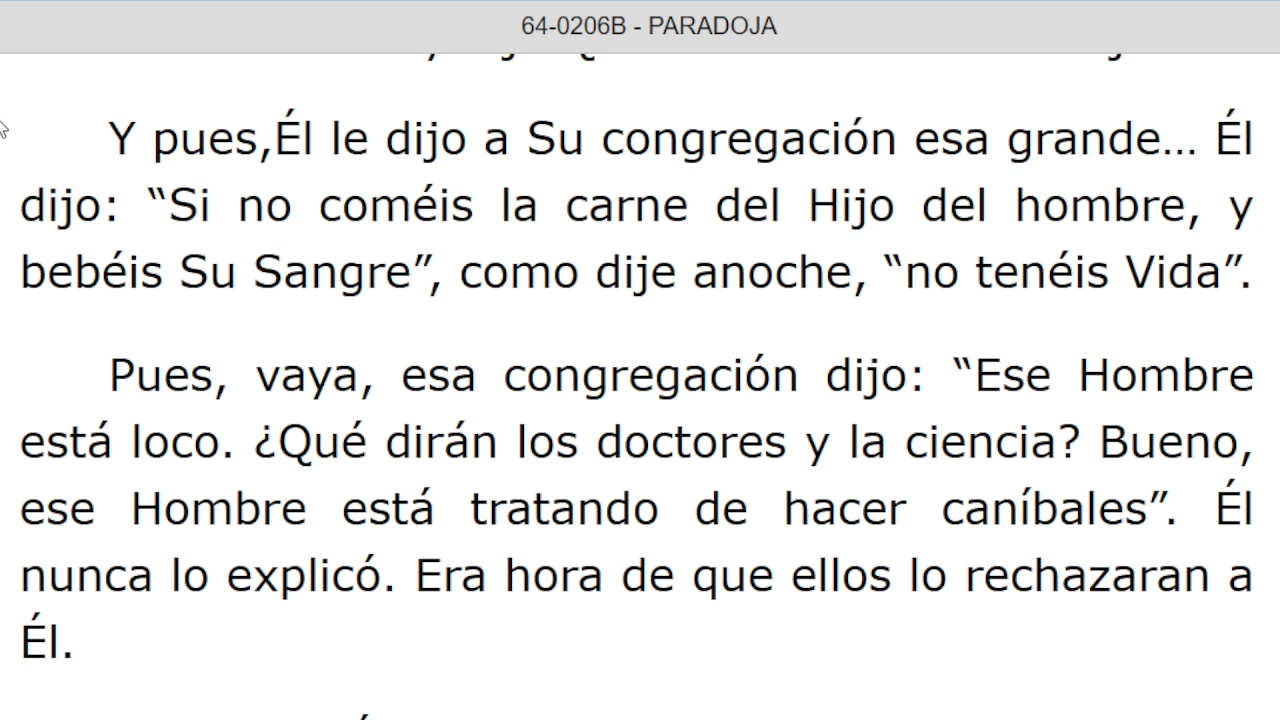 64-0206B - PARADOJA
Y pues,Él le dijo a Su congregación esa grande... Él
dijo: “Si no coméis la carne del Hijo del hombre, y
bebéis Su Sangre”, como dije anoche, “no tenéis Vida”.
Pues, vaya, esa congregación dijo: “Ese Hombre
está loco. ¿Qué dirán los doctores y la ciencia? Bueno,
ese Hombre está tratando de hacer caníbales”. Él
nunca lo explicó. Era hora de que ellos lo rechazaran a
Él.